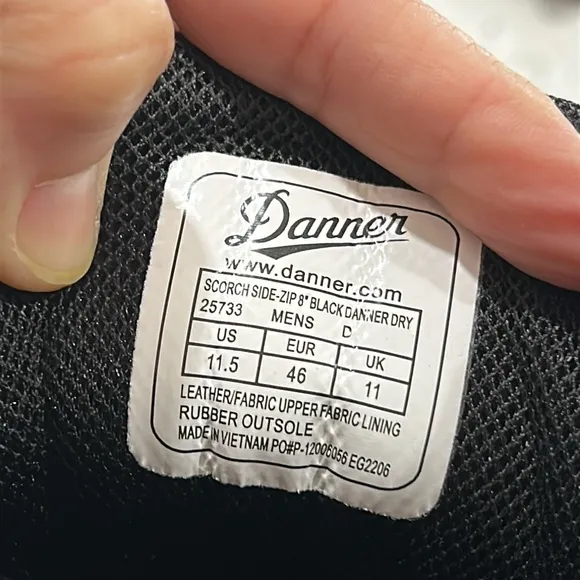 Danner
www.danner.com
SCORCH SIDE-ZIP 8" BLACK DANNER DRY
25733 MENS D
US EUR UK
11.5 46 11
LEATHER/FABRIC UPPER FABRIC LINING
RUBBER OUTSOLE
MADE IN VIETNAM PO#P-12006056 EG2206